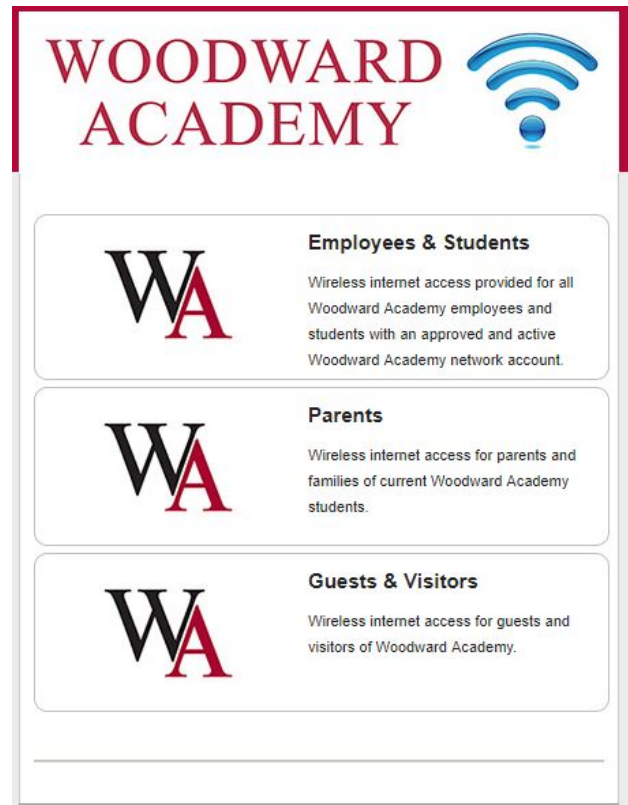 WOODWARD
ACADEMY
WA
Employees & Students
Wireless internet access provided for all
Woodward Academy employees and
students with an approved and active
Woodward Academy network account.
WA
Parents
Wireless internet access for parents and
families of current Woodward Academy
students.
WA
Guests & Visitors
Wireless internet access for guests and
visitors of Woodward Academy.